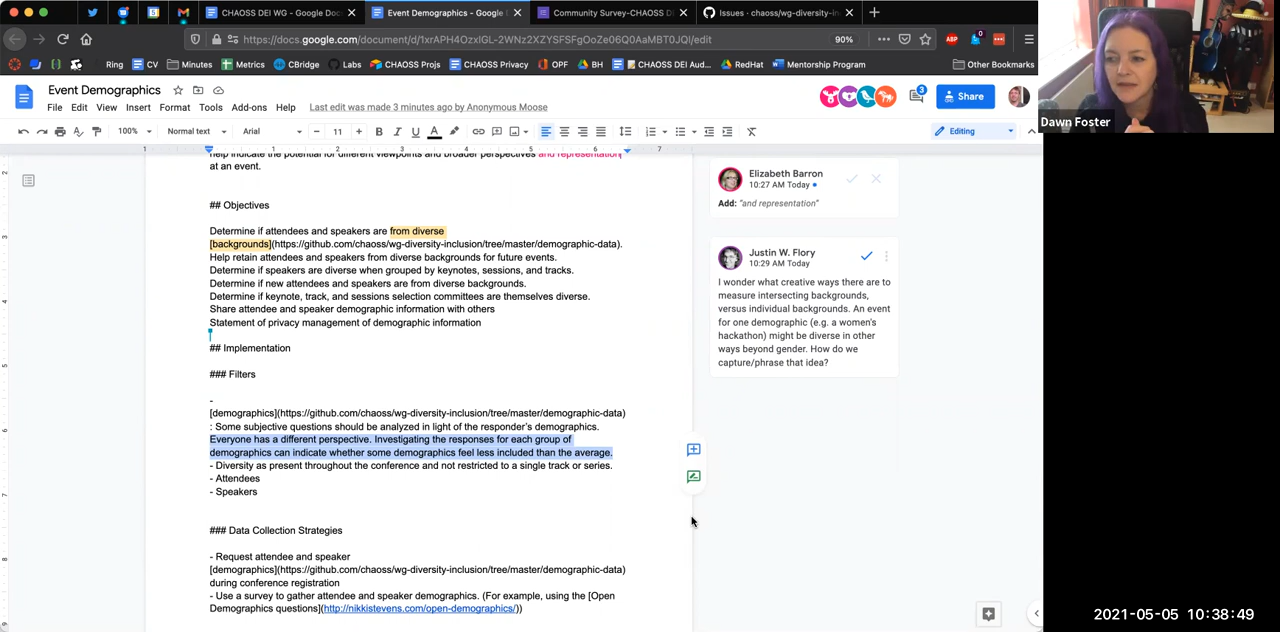 CHAOSS DEI WG - Google Doc
Event Demographics - Google
Community Survey-CHAOSS D
Issues · chaoss/wg-diversity-in
https://docs.google.com/document/d/1xrAPH4OzxlGL-2WNz2XZYSFSFgOoZe06Q0AaMBT0JQI/edit
90%
Ring
CV
Minutes
Metrics
CBridge
Labs
CHAOSS Projs
CHAOSS Privacy
OPF
BH
CHAOSS DEI Aud...
RedHat
Mentorship Program
Other Bookmarks
Event Demographics
File Edit View Insert Format Tools Add-ons Help
Last edit was made 3 minutes ago by Anonymous Moose
3
Share
100%
Normal text
Arial
11
Editing
help indicate the potential for different viewpoints and broader perspectives and representation
at an event.
## Objectives
Determine if attendees and speakers are from diverse
[backgrounds](https://github.com/chaoss/wg-diversity-inclusion/tree/master/demographic-data).
Help retain attendees and speakers from diverse backgrounds for future events.
Determine if speakers are diverse when grouped by keynotes, sessions, and tracks.
Determine if new attendees and speakers are from diverse backgrounds.
Determine if keynote, track, and sessions selection committees are themselves diverse.
Share attendee and speaker demographic information with others
Statement of privacy management of demographic information
## Implementation
### Filters
-
[demographics](https://github.com/chaoss/wg-diversity-inclusion/tree/master/demographic-data)
: Some subjective questions should be analyzed in light of the responder's demographics.
Everyone has a different perspective. Investigating the responses for each group of
demographics can indicate whether some demographics feel less included than the average.
- Diversity as present throughout the conference and not restricted to a single track or series.
- Attendees
- Speakers
### Data Collection Strategies
- Request attendee and speaker
[demographics](https://github.com/chaoss/wg-diversity-inclusion/tree/master/demographic-data)
during conference registration
- Use a survey to gather attendee and speaker demographics. (For example, using the [Open
Demographics questions](http://nikkistevens.com/open-demographics/))
Elizabeth Barron
10:27 AM Today
Add: "and representation"
Justin W. Flory
10:29 AM Today
I wonder what creative ways there are to
measure intersecting backgrounds,
versus individual backgrounds. An event
for one demographic (e.g. a women's
hackathon) might be diverse in other
ways beyond gender. How do we
capture/phrase that idea?
Dawn Foster
2021-05-05 10:38:49